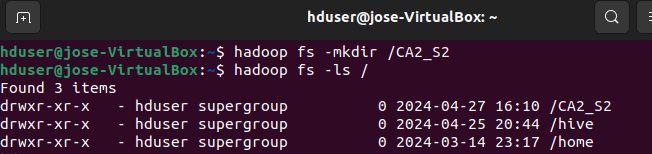 hduser@jose-VirtualBox: ~
hduser@jose-VirtualBox:~$ hadoop fs -mkdir /CA2_S2
hduser@jose-VirtualBox:~$ hadoop fs -ls /
Found 3 items
drwxr-xr-x   - hduser supergroup          0 2024-04-27 16:10 /CA2_S2
drwxr-xr-x   - hduser supergroup          0 2024-04-25 20:44 /hive
drwxr-xr-x   - hduser supergroup          0 2024-03-14 23:17 /home